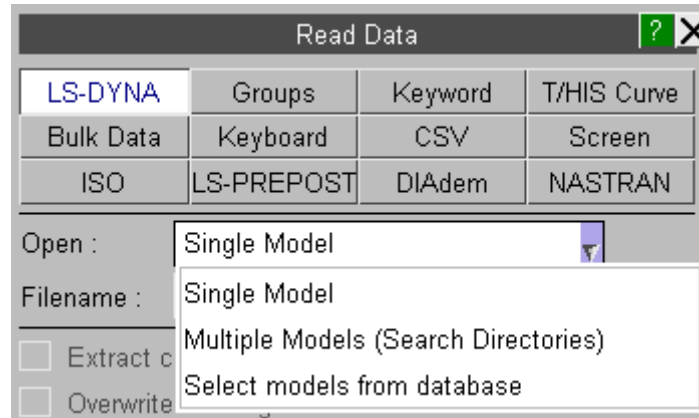 Read Data ? X
LS-DYNA Groups Keyword T/HIS Curve
Bulk Data Keyboard CSV Screen
ISO LS-PREPOST DIAdem NASTRAN
Open : Single Model
Filename :
Single Model
Multiple Models (Search Directories)
Select models from database
Extract
Overwrite